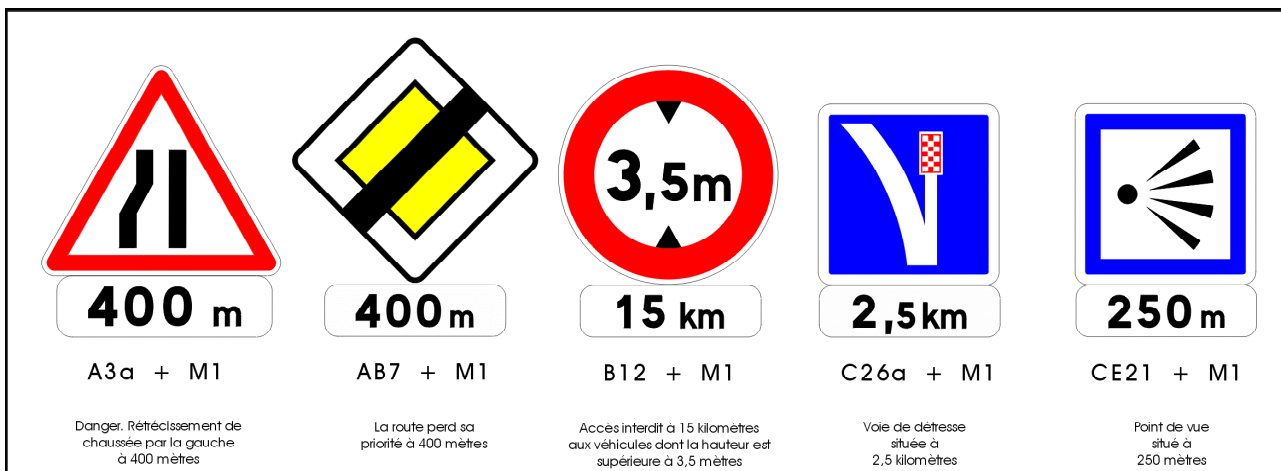 3,5m
400 m
400 m
15 km
2,5km
250 m
A3a + M1
AB7 + M1
B12 + M1
C26a + M1
CE21 + M1
Danger. Rétrécissement de
chaussée par la gauche
à 400 mètres
La route perd sa
priorité à 400 mètres
Accès interdit à 15 kilomètres
aux véhicules dont la hauteur est
supérieure à 3,5 mètres
Voie de détresse
située à
2,5 kilomètres
Point de vue
situé à
250 mètres